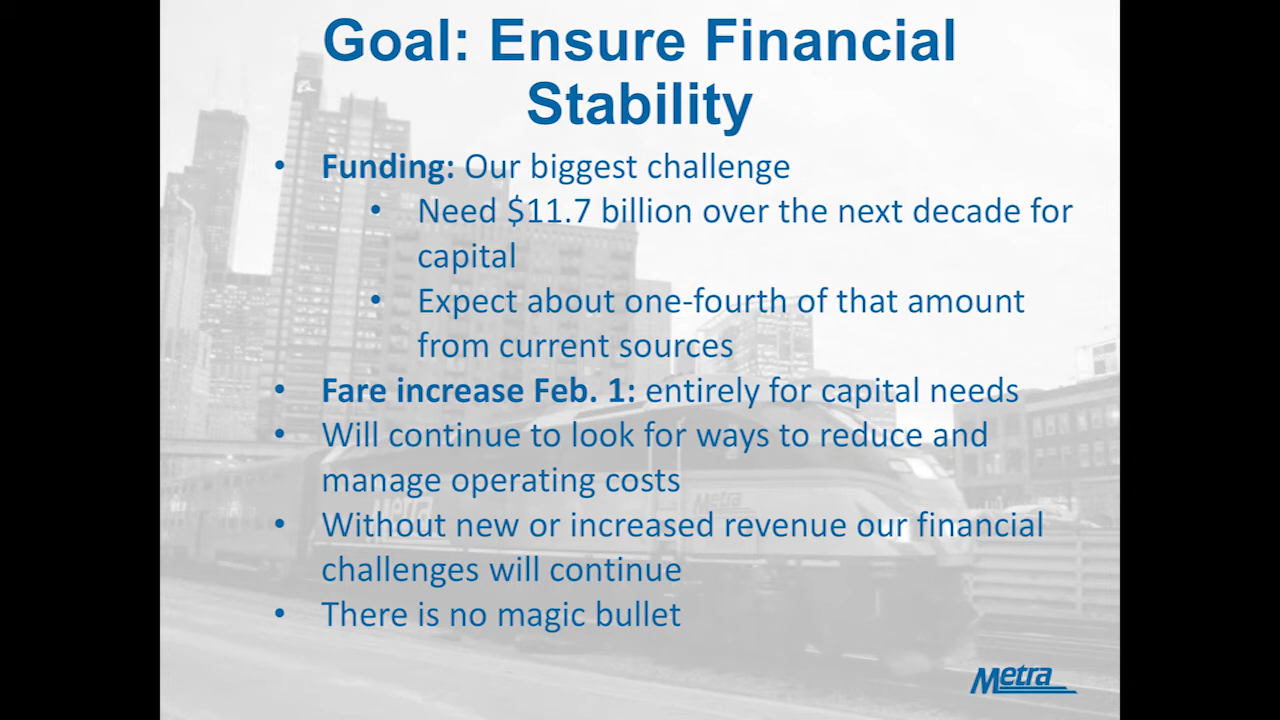 Goal: Ensure Financial
Stability
• Funding: Our biggest challenge
• Need $11.7 billion over the next decade for
capital
• Expect about one-fourth of that amount
from current sources
• Fare increase Feb. 1: entirely for capital needs
• Will continue to look for ways to reduce and
manage operating costs
• Without new or increased revenue our financial
challenges will continue
• There is no magic bullet
Metra
Metra
Metra